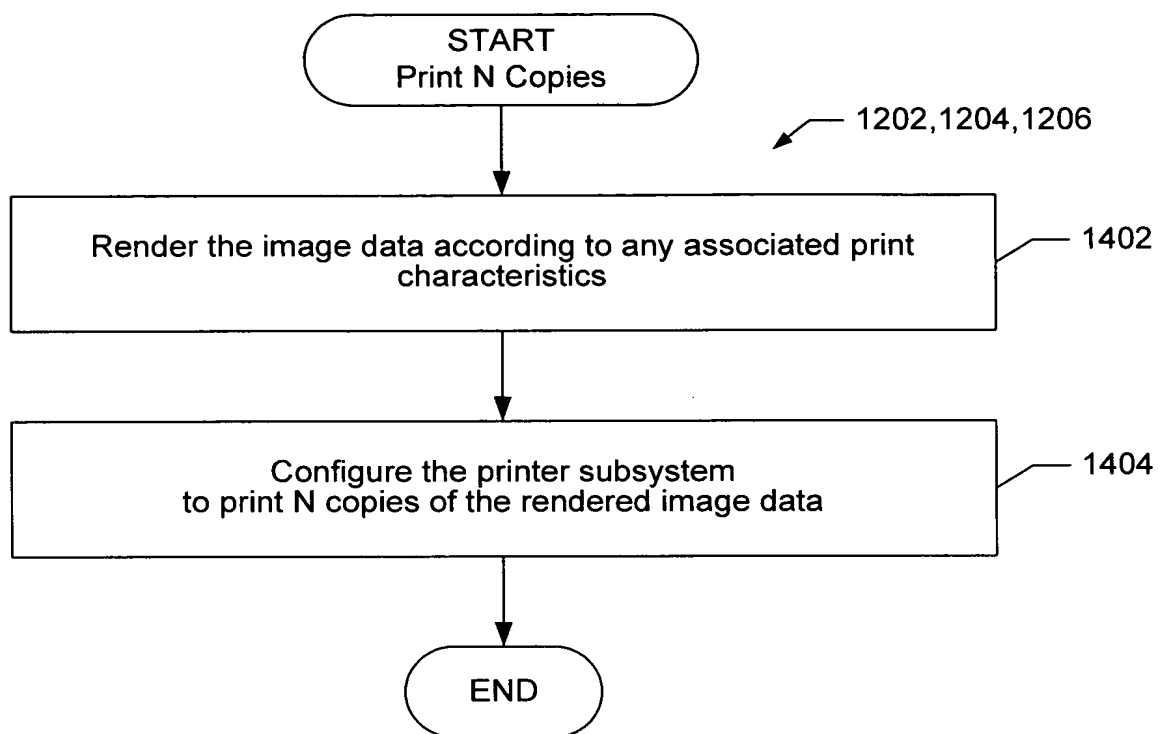 START
Print N Copies
1202,1204,1206
Render the image data according to any associated print
characteristics
1402
Configure the printer subsystem
to print N copies of the rendered image data
1404
END